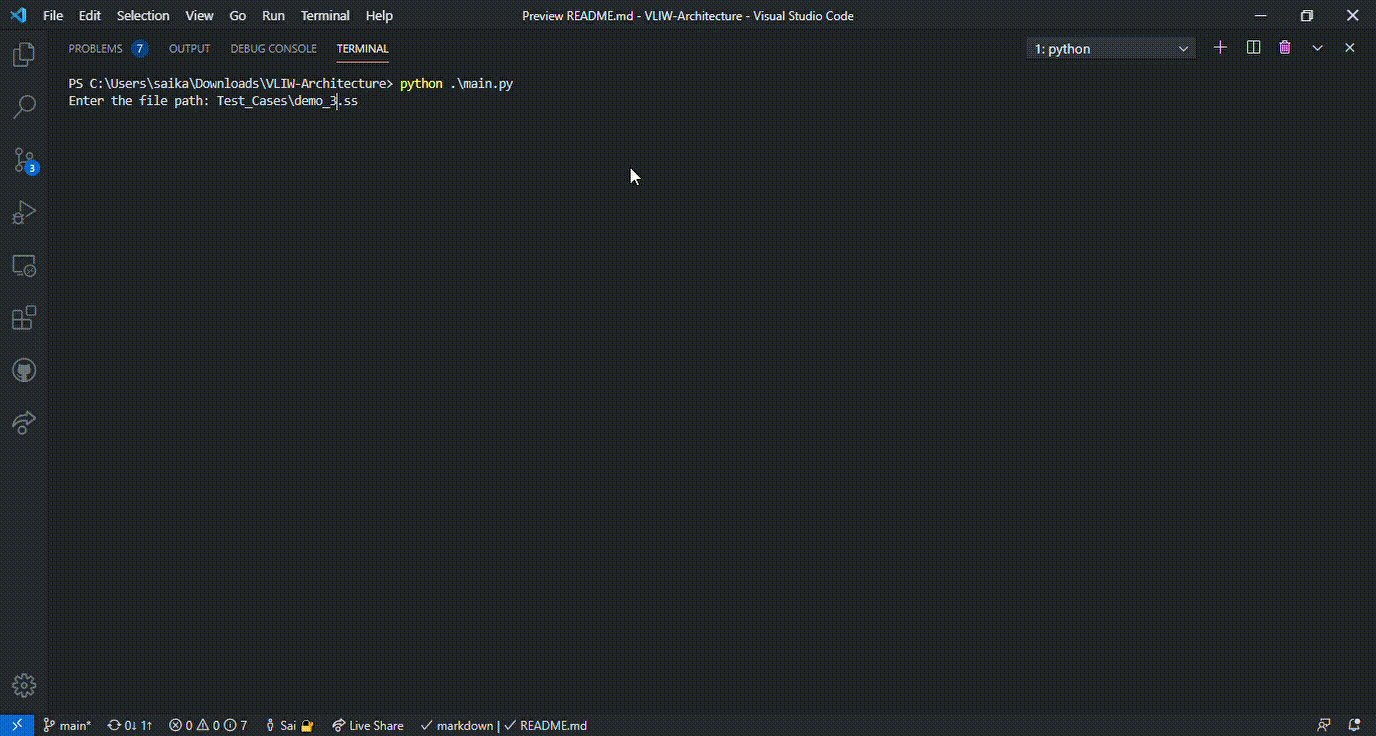 File Edit Selection View Go Run Terminal Help Preview README.md - VLIW-Architecture - Visual Studio Code
PROBLEMS 7 OUTPUT DEBUG CONSOLE TERMINAL 1: python
PS C:\Users\saika\Downloads\VLIW-Architecture> python .\main.py
Enter the file path: Test_Cases\demo_3.ss
3
main* 0↓ 1↑ 0 0 7 Sai Live Share ✓ markdown | ✓ README.md